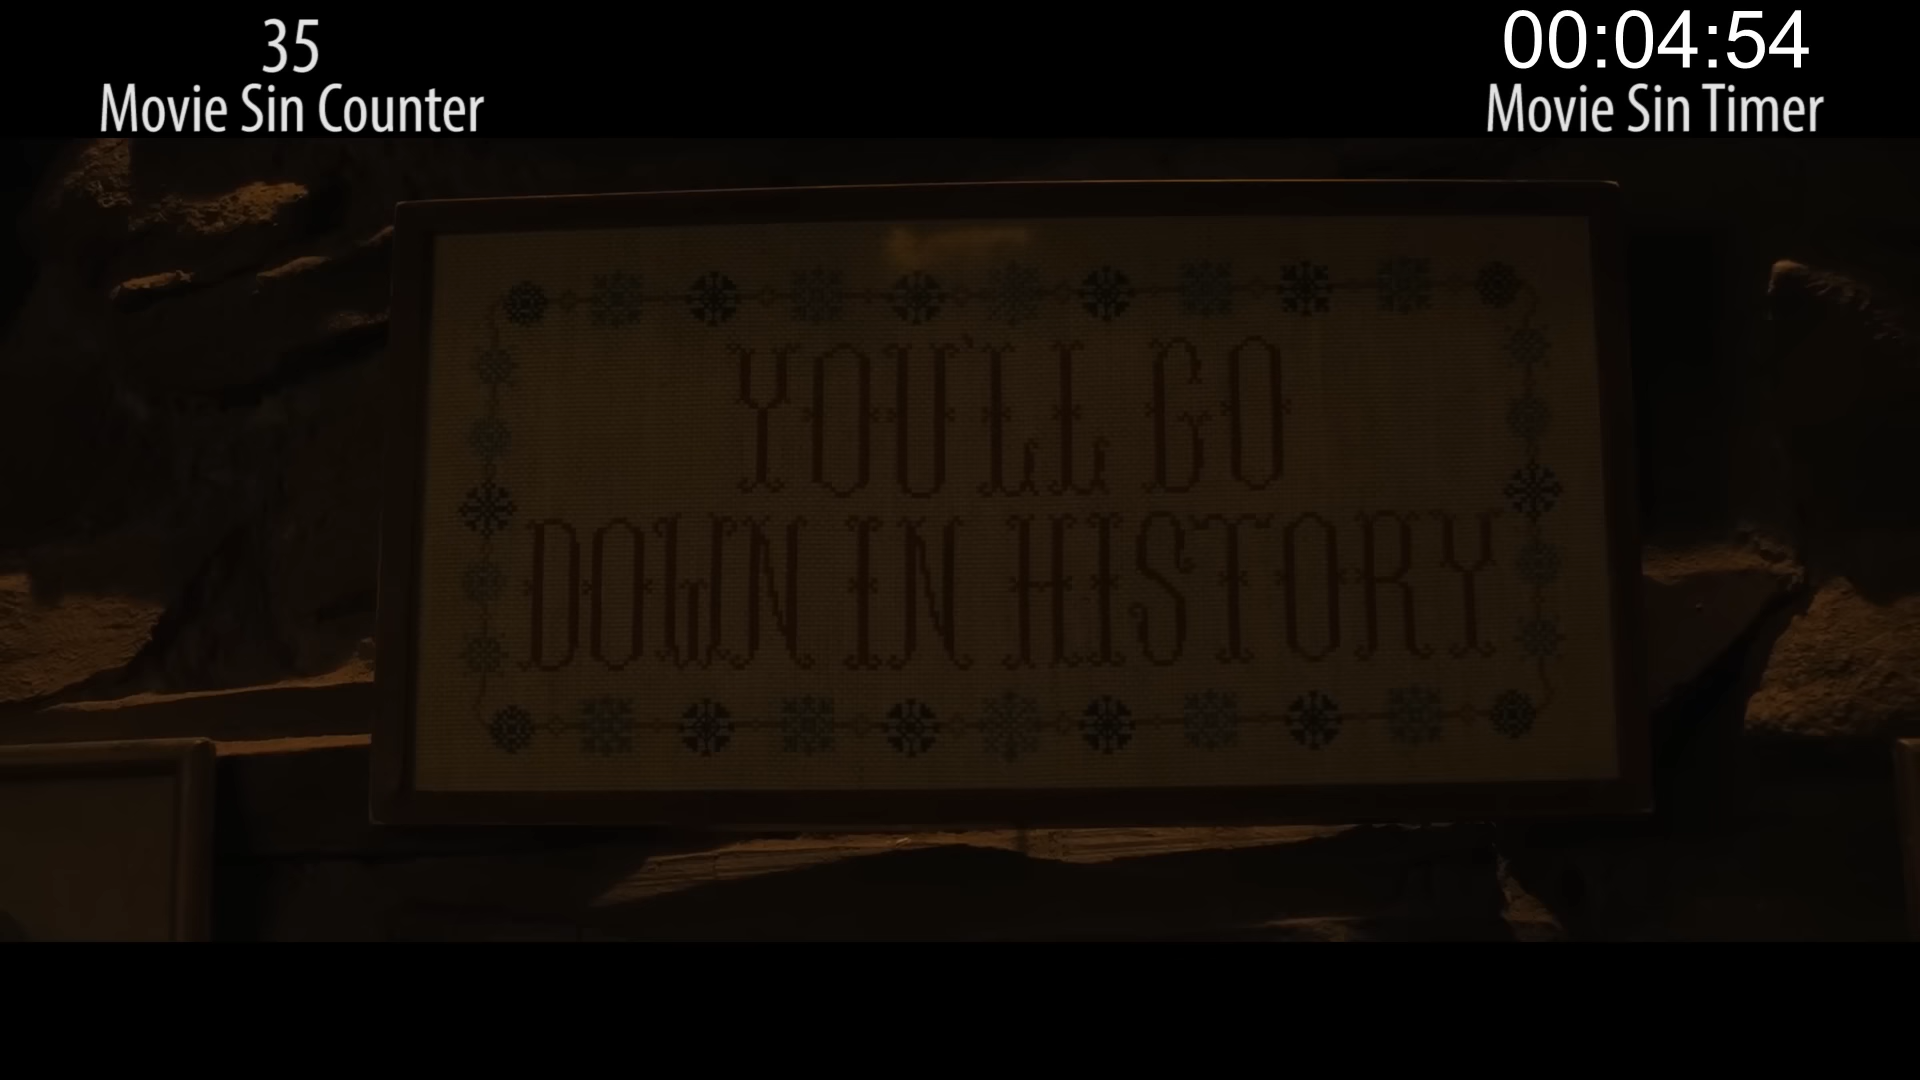 35
Movie Sin Counter
00:04:54
Movie Sin Timer
YOU'LL GO
DOWN IN HISTORY